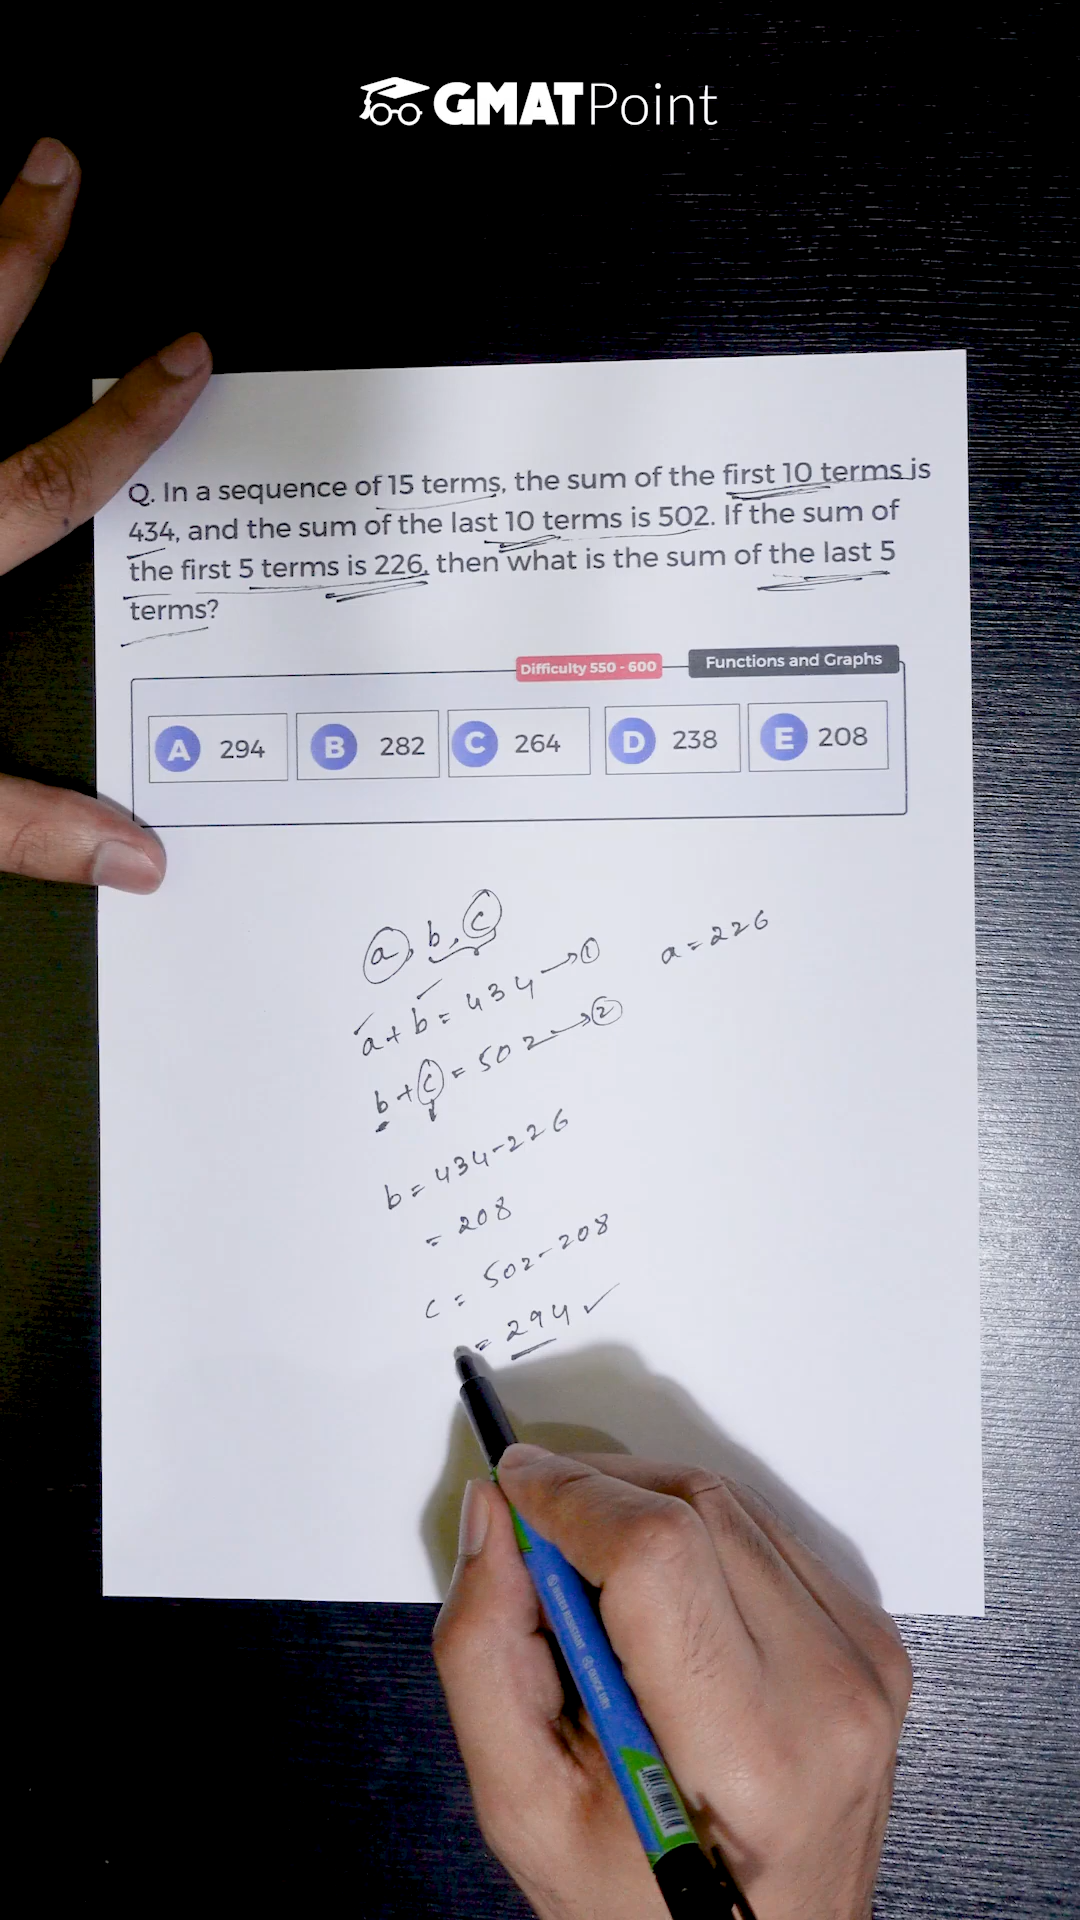 GMATPoint
Q. In a sequence of 15 terms, the sum of the first 10 terms is
434, and the sum of the last 10 terms is 502. If the sum of
the first 5 terms is 226, then what is the sum of the last 5
terms?
Difficulty 550 - 600
Functions and Graphs
A 294 B 282 C 264 D 238 E 208
a, b, c
a = 226
a + b = 434 → 1
b + c = 502 → 2
b = 434 - 226
= 208
c = 502 - 208
= 294 ✓